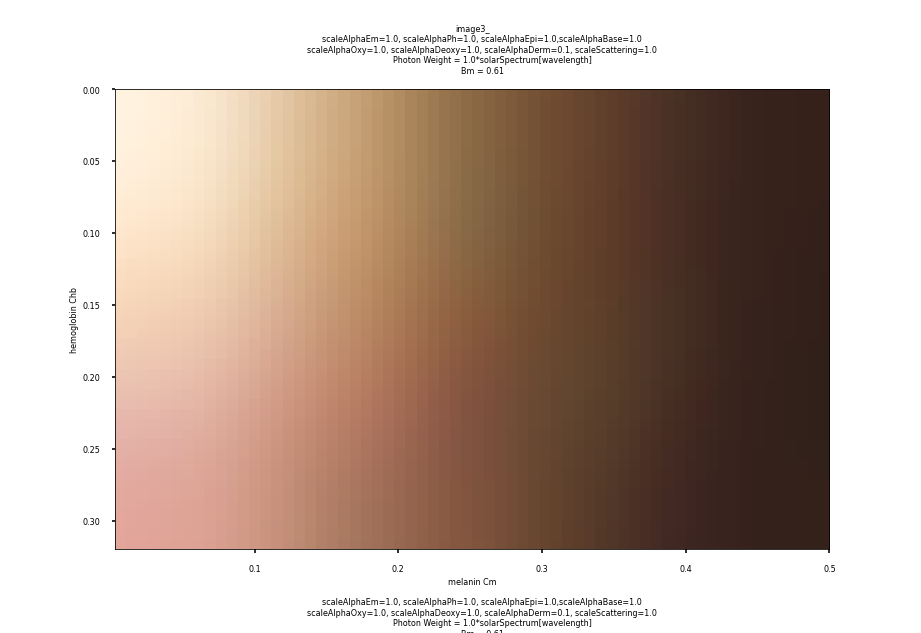 image3_
scaleAlphaEm=1.0, scaleAlphaPh=1.0, scaleAlphaEpi=1.0,scaleAlphaBase=1.0
scaleAlphaOxy=1.0, scaleAlphaDeoxy=1.0, scaleAlphaDerm=0.1, scaleScattering=1.0
Photon Weight = 1.0*solarSpectrum[wavelength]
Bm = 0.61
0.00
0.05
0.10
0.15
hemoglobin Chb
0.20
0.25
0.30
0.1 0.2 0.3 0.4 0.5
melanin Cm
scaleAlphaEm=1.0, scaleAlphaPh=1.0, scaleAlphaEpi=1.0,scaleAlphaBase=1.0
scaleAlphaOxy=1.0, scaleAlphaDeoxy=1.0, scaleAlphaDerm=0.1, scaleScattering=1.0
Photon Weight = 1.0*solarSpectrum[wavelength]
Bm = 0.61